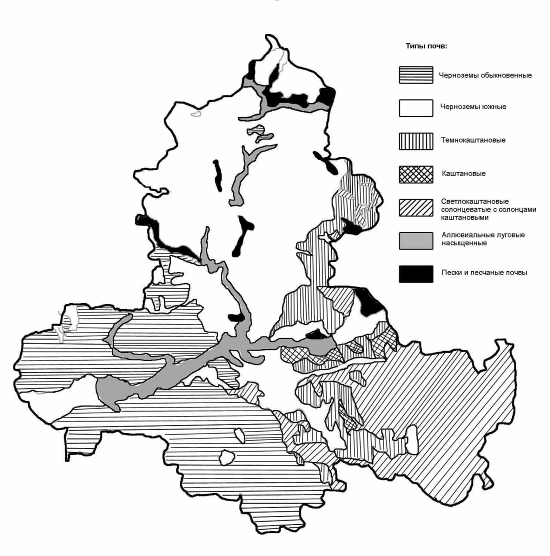 Типы почв:
Черноземы обыкновенные
Черноземы южные
Темнокаштановые
Каштановые
Светлокаштановые
солонцеватые с солонцами
каштановыми
Аллювиальные луговые
насыщенные
Пески и песчаные почвы